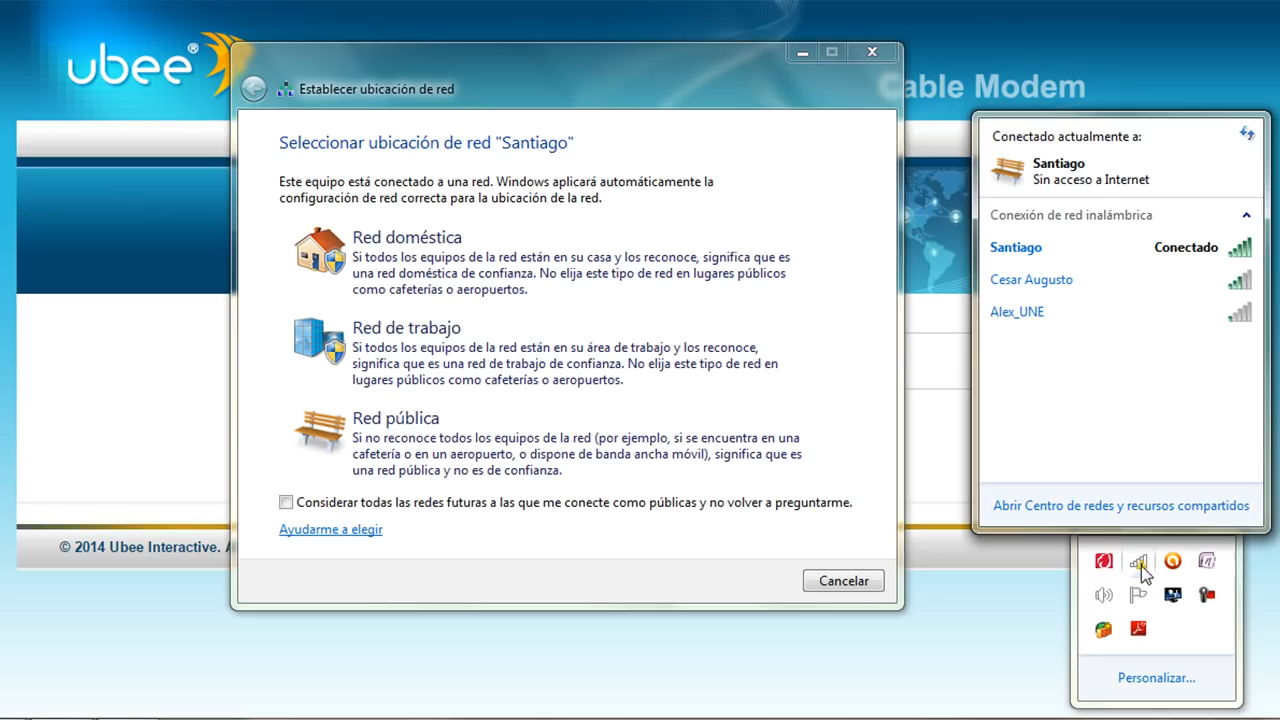 ubee®
Cable Modem
Establecer ubicación de red
Seleccionar ubicación de red "Santiago"
Este equipo está conectado a una red. Windows aplicará automáticamente la
configuración de red correcta para la ubicación de la red.
Red doméstica
Si todos los equipos de la red están en su casa y los reconoce, significa que es
una red doméstica de confianza. No elija este tipo de red en lugares públicos
como cafeterías o aeropuertos.
Red de trabajo
Si todos los equipos de la red están en su área de trabajo y los reconoce,
significa que es una red de trabajo de confianza. No elija este tipo de red en
lugares públicos como cafeterías o aeropuertos.
Red pública
Si no reconoce todos los equipos de la red (por ejemplo, si se encuentra en una
cafetería o en un aeropuerto, o dispone de banda ancha móvil), significa que es
una red pública y no es de confianza.
Considerar todas las redes futuras a las que me conecte como públicas y no volver a preguntarme.
Ayudarme a elegir
Cancelar
© 2014 Ubee Interactive. A
Conectado actualmente a:
Santiago
Sin acceso a Internet
Conexión de red inalámbrica
Santiago Conectado
Cesar Augusto
Alex_UNE
Abrir Centro de redes y recursos compartidos
Personalizar...